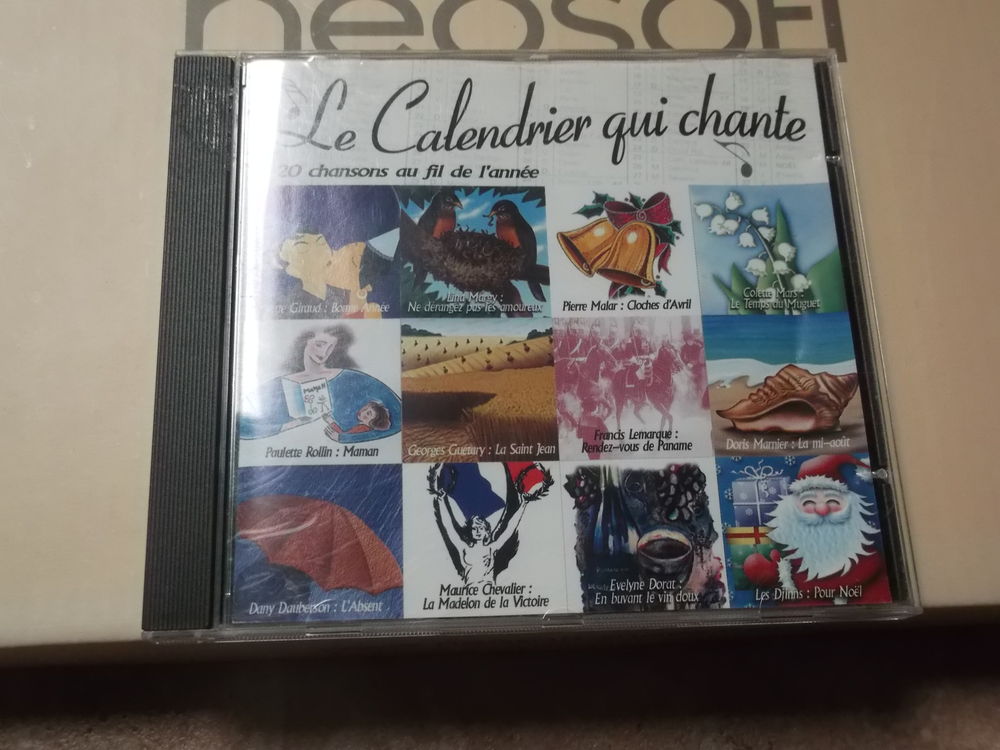 neosoft
Le Calendrier qui chante
20 chansons au fil de l'année
Giraud : Bonne Année
Lina Margy :
Ne dérangez pas les amoureux
Pierre Malar : Cloches d'Avril
Colette Mars :
Le Temps du Muguet
MAMAN
Paulette Rollin : Maman
Georges Guétary : La Saint Jean
Francis Lemarque :
Rendez-vous de Paname
Doris Marnier : La mi-août
Dany Dauberson : L'Absent
Maurice Chevalier :
La Madelon de la Victoire
Evelyne Dorat :
En buvant le vin doux
Les Djinns : Pour Noël